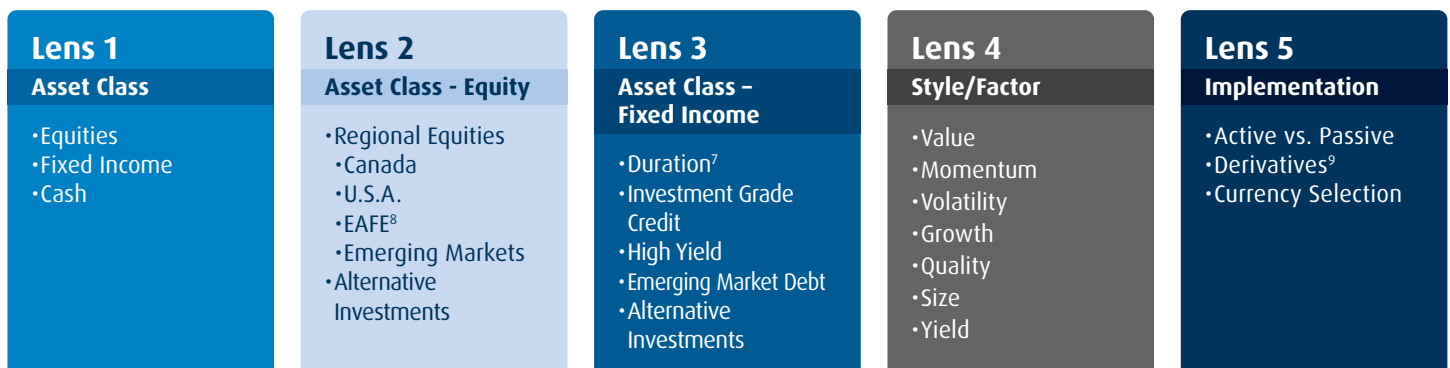 Lens 1
Asset Class
·Equities
·Fixed Income
·Cash
Lens 2
Asset Class - Equity
·Regional Equities
·Canada
·U.S.A.
·EAFE⁸
·Emerging Markets
·Alternative
Investments
Lens 3
Asset Class –
Fixed Income
·Duration⁷
·Investment Grade
Credit
·High Yield
·Emerging Market Debt
·Alternative
Investments
Lens 4
Style/Factor
·Value
·Momentum
·Volatility
·Growth
·Quality
·Size
·Yield
Lens 5
Implementation
·Active vs. Passive
·Derivatives⁹
·Currency Selection